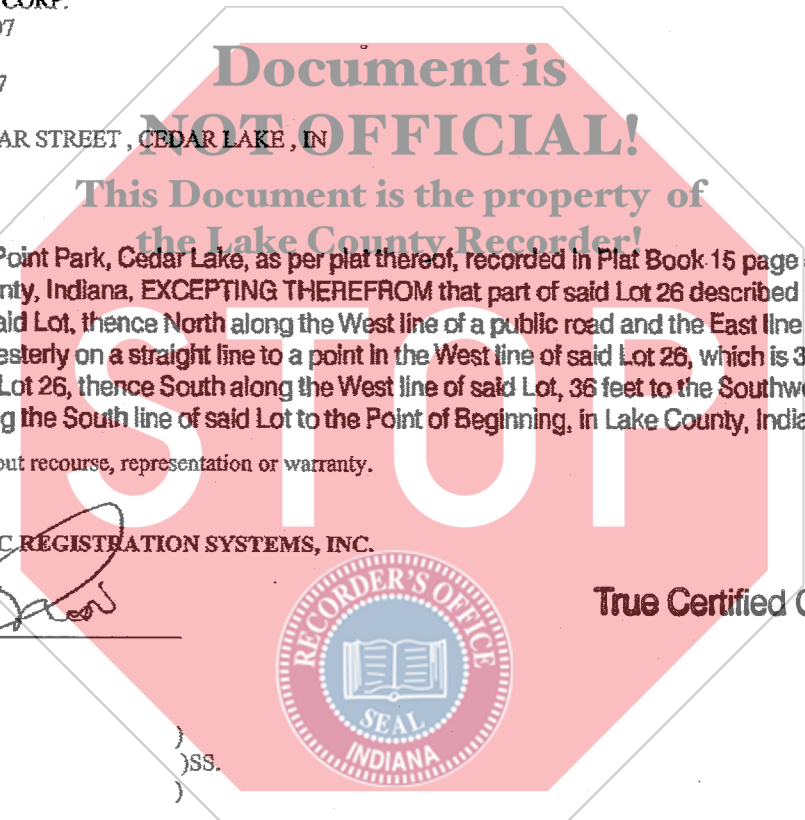 CORP.
07
7
Document is
AR STREET , CEDAR LAKE , IN
NOT OFFICIAL!
This Document is the property of
the Lake County Recorder!
Point Park, Cedar Lake, as per plat thereof, recorded in Plat Book 15 page
nty, Indiana, EXCEPTING THEREFROM that part of said Lot 26 described
aid Lot, thence North along the West line of a public road and the East line
esterly on a straight line to a point in the West line of said Lot 26, which is 3
Lot 26, thence South along the West line of said Lot, 36 feet to the Southwe
g the South line of said Lot to the Point of Beginning, in Lake County, India
out recourse, representation or warranty.
STOP
C REGISTRATION SYSTEMS, INC.
True Certified C
RECORDER'S OFFICE
SEAL
INDIANA
)
)SS.
)